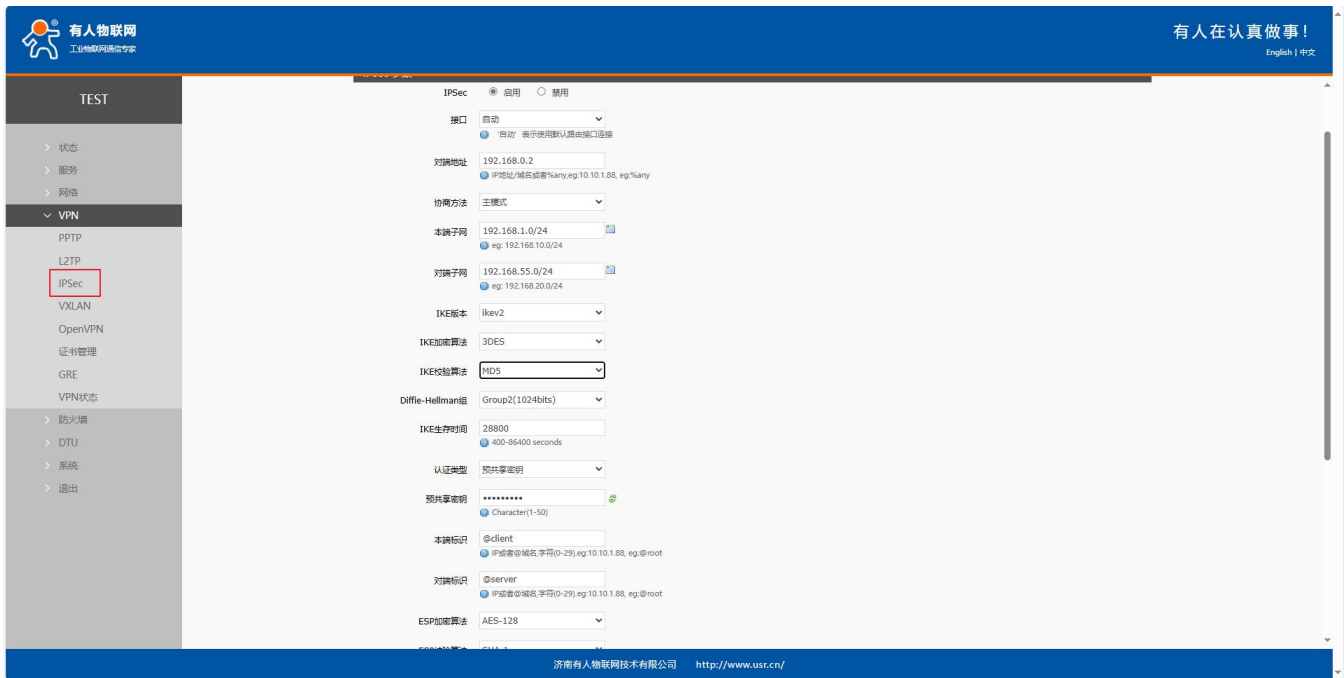 有人物联网
工业物联网通信专家
有人在认真做事！
English | 中文
TEST
状态
服务
网络
VPN
PPTP
L2TP
IPSec
VXLAN
OpenVPN
证书管理
GRE
VPN状态
防火墙
DTU
系统
退出
IPSec 启用 禁用
接口 自动
‘自动’ 表示使用默认路由接口连接
对端地址 192.168.0.2
IP地址/域名或者%any,eg:10.10.1.88, eg:%any
协商方法 主模式
本端子网 192.168.1.0/24
eg: 192.168.10.0/24
对端子网 192.168.55.0/24
eg: 192.168.20.0/24
IKE版本 ikev2
IKE加密算法 3DES
IKE校验算法 MD5
Diffie-Hellman组 Group2(1024bits)
IKE生存时间 28800
400-86400 seconds
认证类型 预共享密钥
预共享密钥 •••••••••
Character(1-50)
本端标识 @client
IP或者@域名,字符(0-29).eg:10.10.1.88, eg:@root
对端标识 @server
IP或者@域名,字符(0-29).eg:10.10.1.88, eg:@root
ESP加密算法 AES-128
济南有人物联网技术有限公司 http://www.usr.cn/